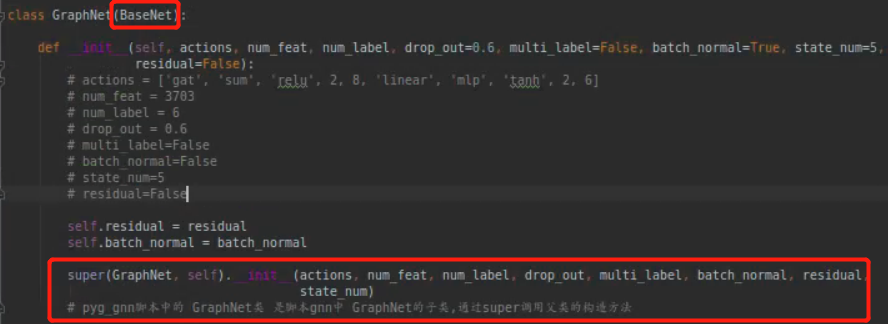 class GraphNet(BaseNet):
def __init__(self, actions, num_feat, num_label, drop_out=0.6, multi_label=False, batch_normal=True, state_num=5,
residual=False):
# actions = ['gat', 'sum', 'relu', 2, 8, 'linear', 'mlp', 'tanh', 2, 6]
# num_feat = 3703
# num_label = 6
# drop_out = 0.6
# multi_label=False
# batch_normal=False
# state_num=5
# residual=False
self.residual = residual
self.batch_normal = batch_normal
super(GraphNet, self).__init__(actions, num_feat, num_label, drop_out, multi_label, batch_normal, residual,
state_num)
# pyg_gnn脚本中的 GraphNet类 是脚本gnn中 GraphNet的子类,通过super调用父类的构造方法